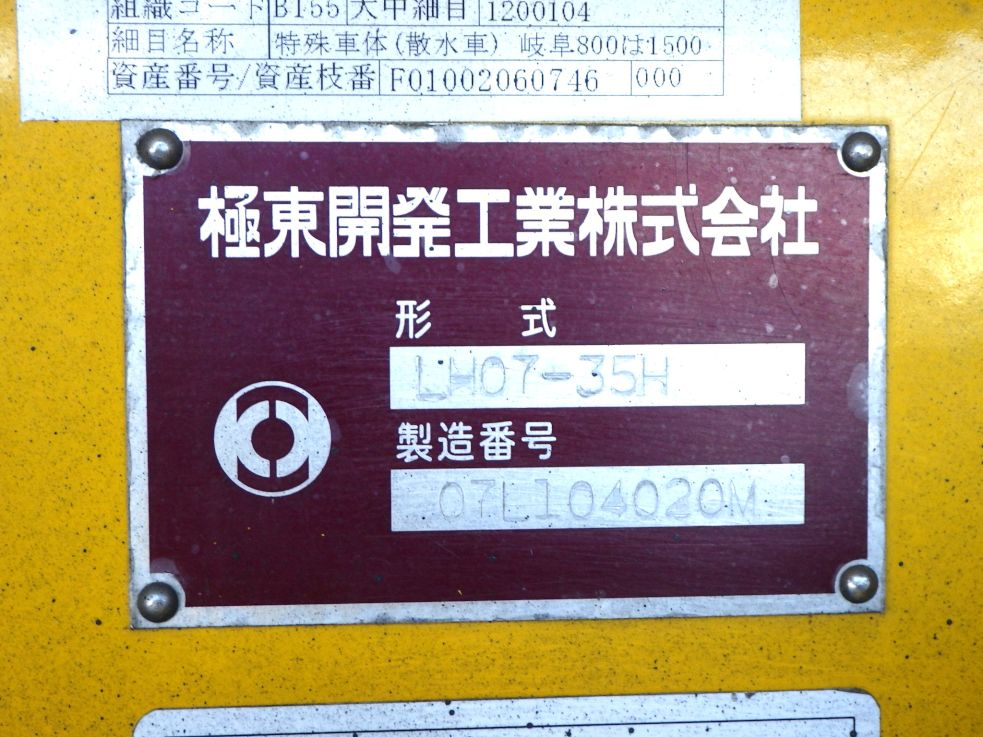 組織コード B155 大中細目 1200104
細目名称 特殊車体(散水車) 岐阜800は1500
資産番号/資産枝番 F01002060746 000
極東開発工業株式会社
形 式
LH07-35H
製造番号
07L104020M